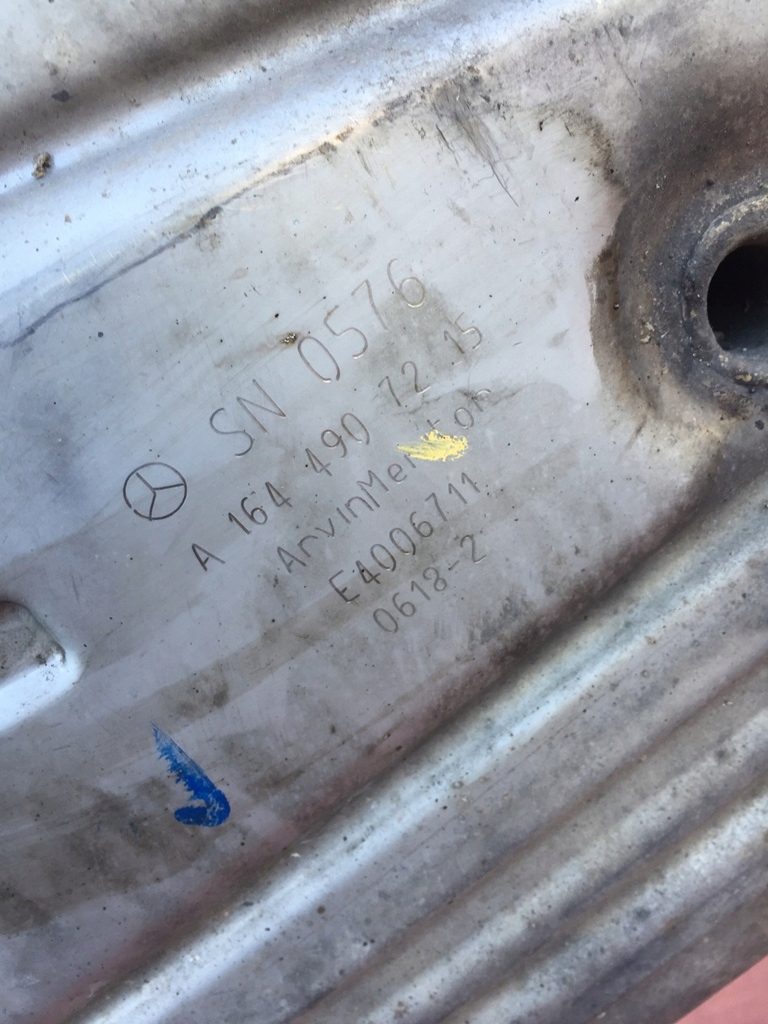 SN 0576
A 164 490 72 15
ArvinMeritor
E4006711
0618-2